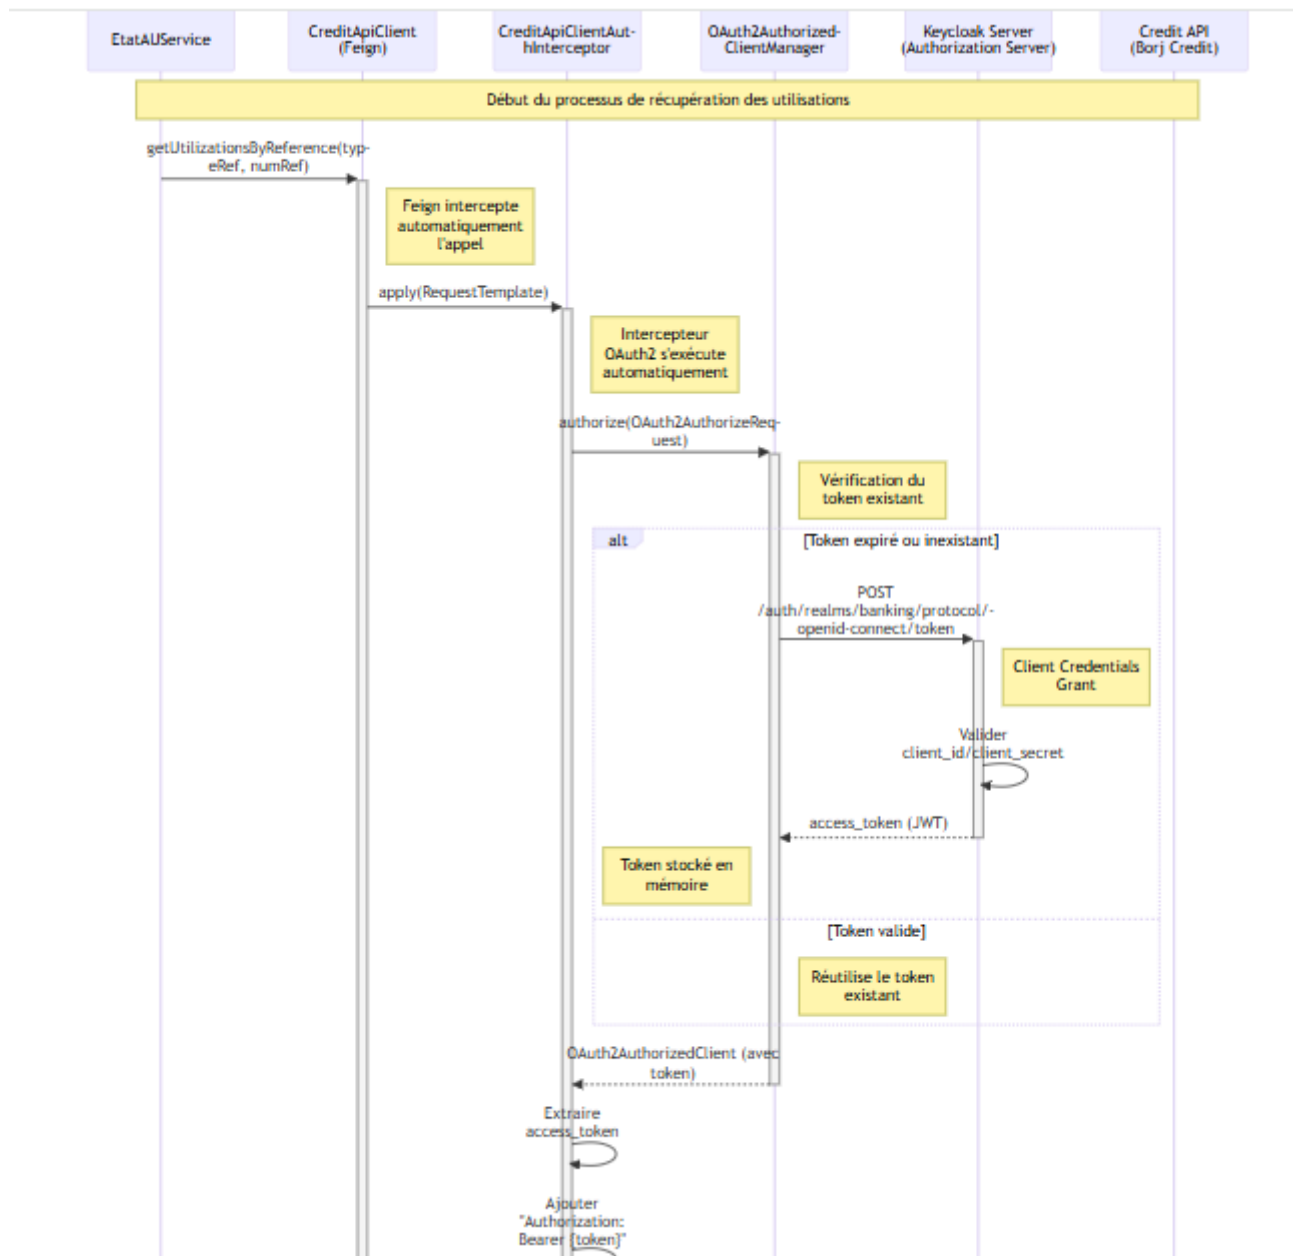 EtatAUService
CreditApiClient
(Feign)
CreditApiClientAut-
hInterceptor
OAuth2Authorized-
ClientManager
Keycloak Server
(Authorization Server)
Credit API
(Borj Credit)
Début du processus de récupération des utilisations
getUtilizationsByReference(typ-
eRef, numRef)
Feign intercepte
automatiquement
l'appel
apply(RequestTemplate)
Intercepteur
OAuth2 s'exécute
automatiquement
authorize(OAuth2AuthorizeReq-
uest)
Vérification du
token existant
alt
[Token expiré ou inexistant]
POST
/auth/realms/banking/protocol/-
openid-connect/token
Client Credentials
Grant
Valider
client_id/client_secret
access_token (JWT)
Token stocké en
mémoire
[Token valide]
Réutilise le token
existant
OAuth2AuthorizedClient (avec
token)
Extraire
access_token
Ajouter
"Authorization:
Bearer {token}"